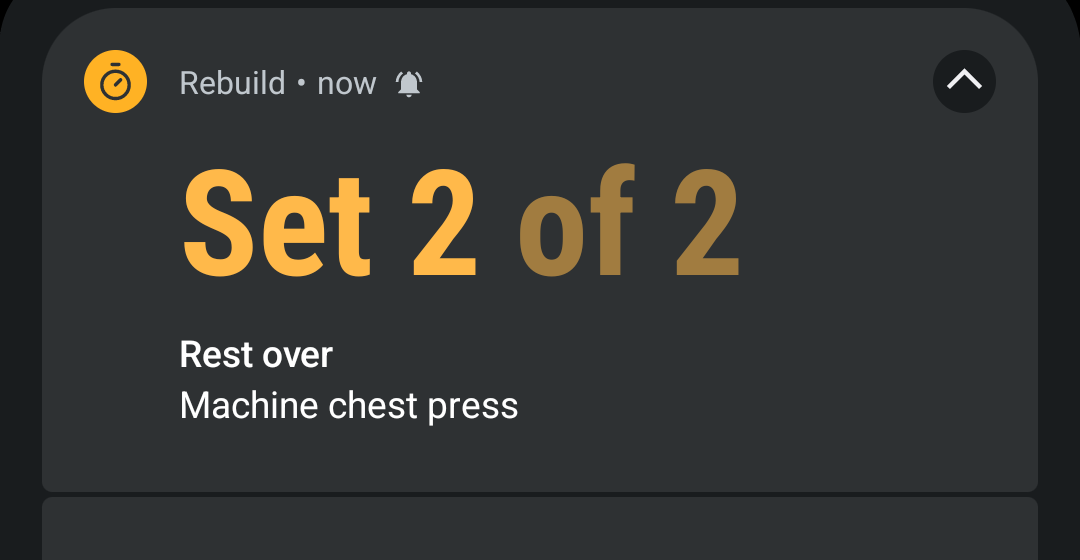 Rebuild • now
Set 2 of 2
Rest over
Machine chest press